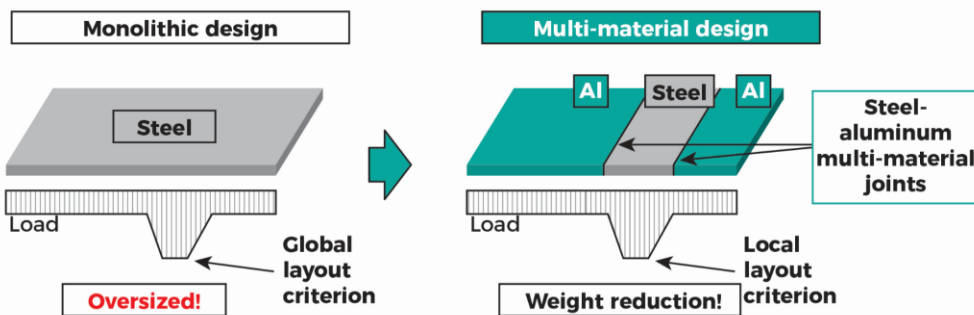 Monolithic design
Steel
Load
Global
layout
criterion
Oversized!
Multi-material design
Al
Steel
Al
Steel-
aluminum
multi-material
joints
Load
Local
layout
criterion
Weight reduction!